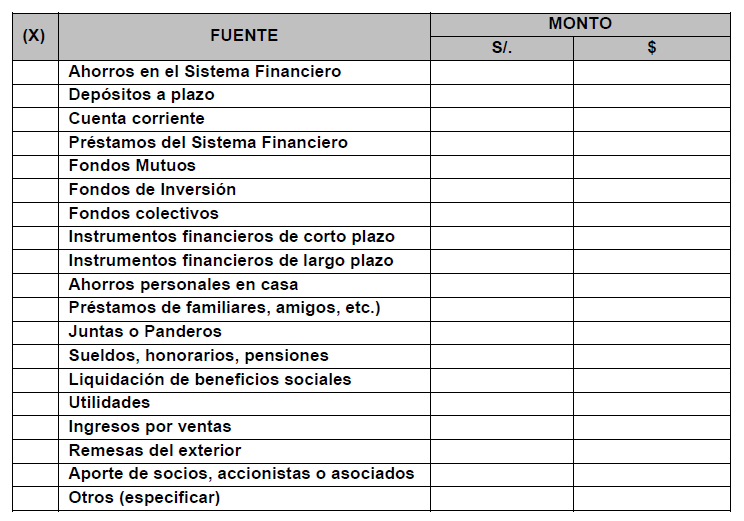 (X) FUENTE MONTO
S/. $
Ahorros en el Sistema Financiero
Depósitos a plazo
Cuenta corriente
Préstamos del Sistema Financiero
Fondos Mutuos
Fondos de Inversión
Fondos colectivos
Instrumentos financieros de corto plazo
Instrumentos financieros de largo plazo
Ahorros personales en casa
Préstamos de familiares, amigos, etc.)
Juntas o Panderos
Sueldos, honorarios, pensiones
Liquidación de beneficios sociales
Utilidades
Ingresos por ventas
Remesas del exterior
Aporte de socios, accionistas o asociados
Otros (especificar)